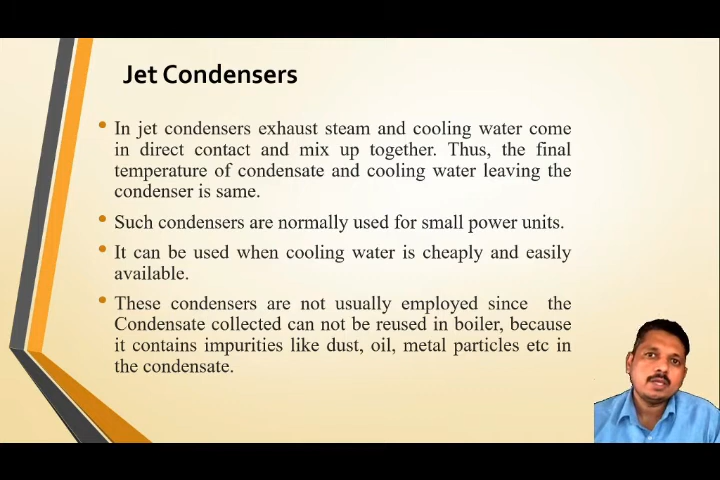 Jet Condensers
In jet condensers exhaust steam and cooling water come
in direct contact and mix up together. Thus, the final
temperature of condensate and cooling water leaving the
condenser is same.
Such condensers are normally used for small power units.
It can be used when cooling water is cheaply and easily
available.
These condensers are not usually employed since the
Condensate collected can not be reused in boiler, because
it contains impurities like dust, oil, metal particles etc in
the condensate.